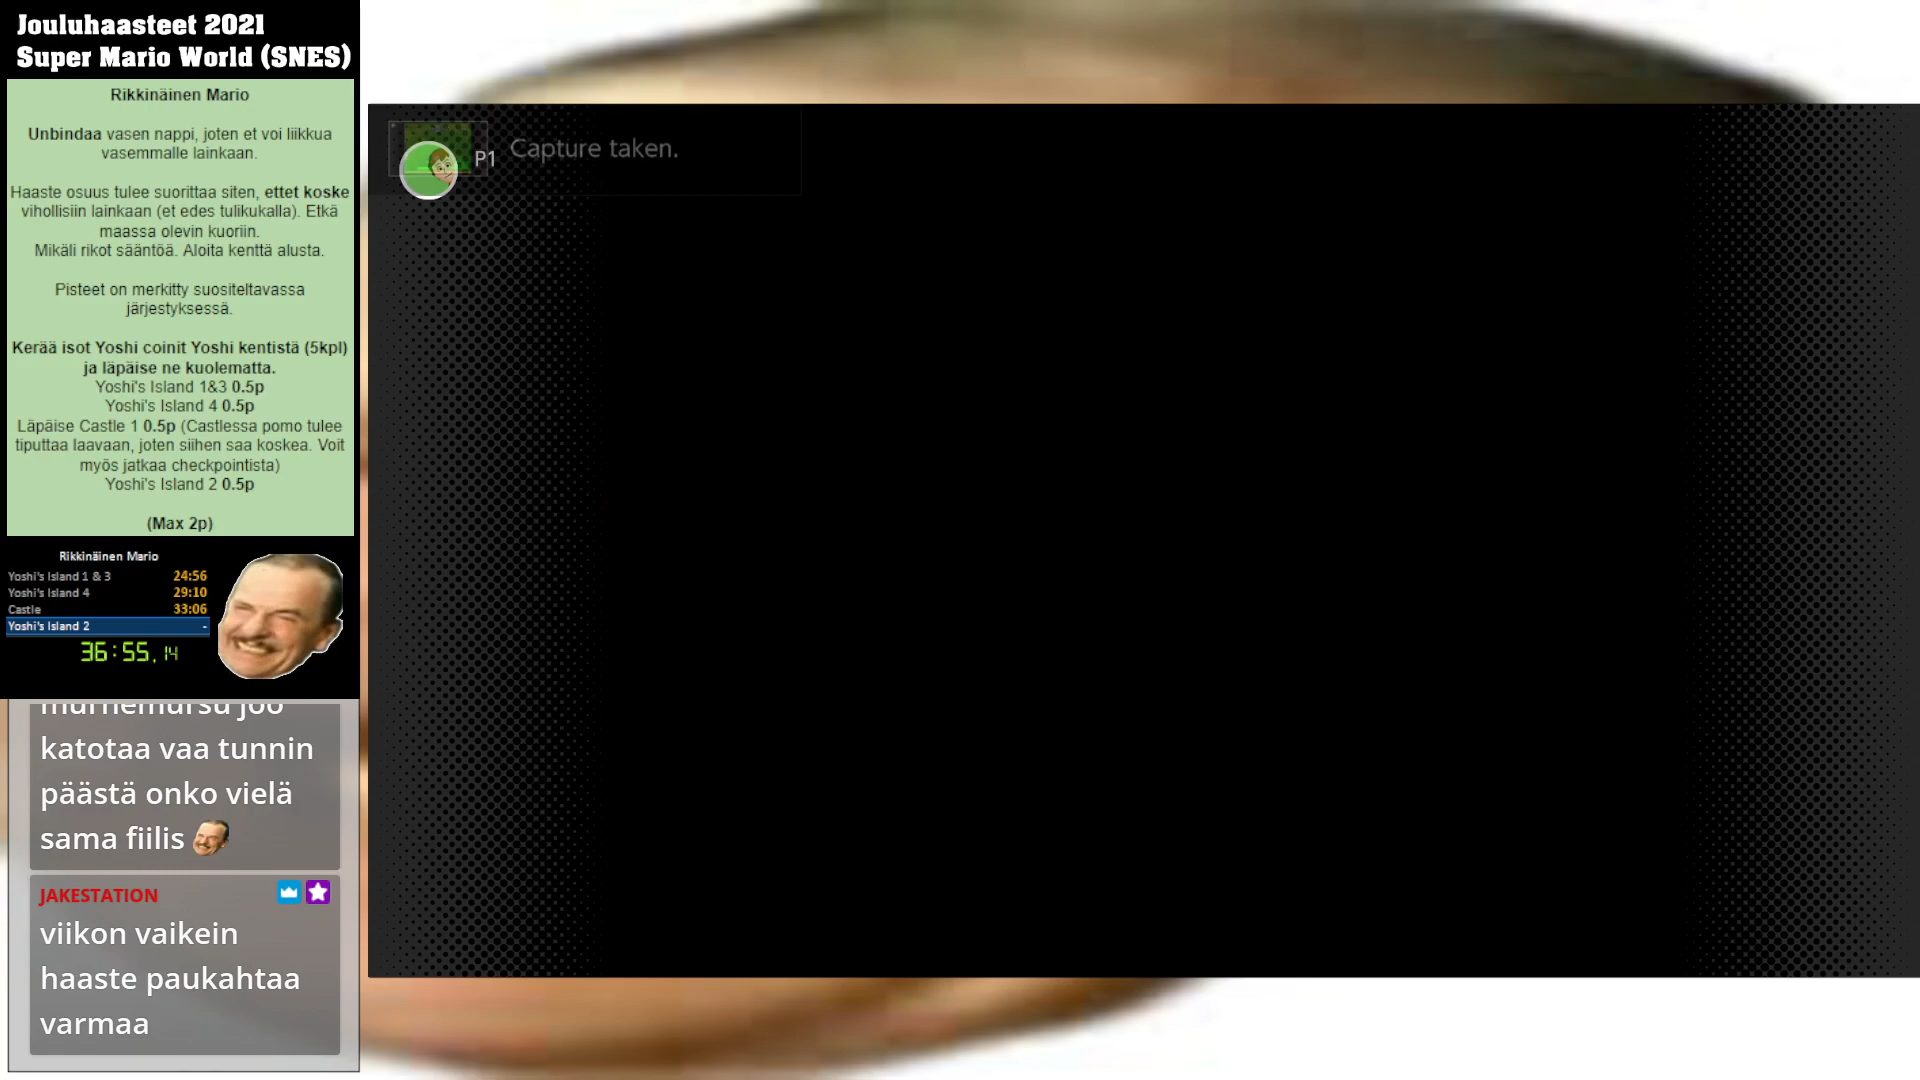 Jouluhaasteet 2021
Super Mario World (SNES)
Rikkinäinen Mario
Unbindaa vasen nappi, joten et voi liikkua
vasemmalle lainkaan.
Haaste osuus tulee suorittaa siten, ettet koske
vihollisiin lainkaan (et edes tulikukalla). Etkä
maassa olevin kuoriin.
Mikäli rikot sääntöä. Aloita kenttä alusta.
Pisteet on merkitty suositeltavassa
järjestyksessä.
Kerää isot Yoshi coinit Yoshi kentistä (5kpl)
ja läpäise ne kuolematta.
Yoshi's Island 1&3 0.5p
Yoshi's Island 4 0.5p
Läpäise Castle 1 0.5p (Castlessa pomo tulee
tiputtaa laavaan, joten siihen saa koskea. Voit
myös jatkaa checkpointista)
Yoshi's Island 2 0.5p
(Max 2p)
Rikkinäinen Mario
Yoshi's Island 1 & 3 24:56
Yoshi's Island 4 29:10
Castle 33:06
Yoshi's Island 2 -
36:55.14
murhemursu joo
katotaa vaa tunnin
päästä onko vielä
sama fiilis
JAKESTATION
viikon vaikein
haaste paukahtaa
varmaa
P1 Capture taken.